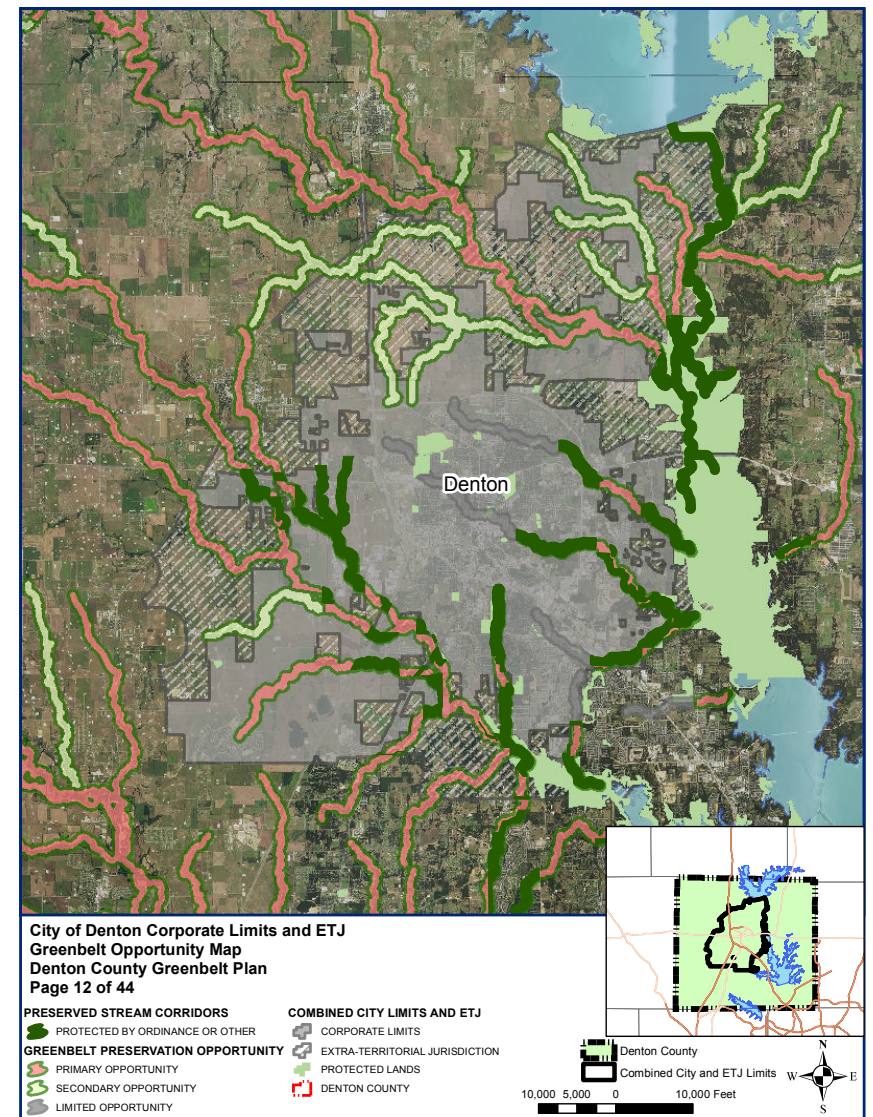 Denton
City of Denton Corporate Limits and ETJ
Greenbelt Opportunity Map
Denton County Greenbelt Plan
Page 12 of 44
PRESERVED STREAM CORRIDORS
PROTECTED BY ORDINANCE OR OTHER
GREENBELT PRESERVATION OPPORTUNITY
PRIMARY OPPORTUNITY
SECONDARY OPPORTUNITY
LIMITED OPPORTUNITY
COMBINED CITY LIMITS AND ETJ
CORPORATE LIMITS
EXTRA-TERRITORIAL JURISDICTION
PROTECTED LANDS
DENTON COUNTY
Denton County
Combined City and ETJ Limits
N
W E
S
10,000 5,000 0 10,000 Feet